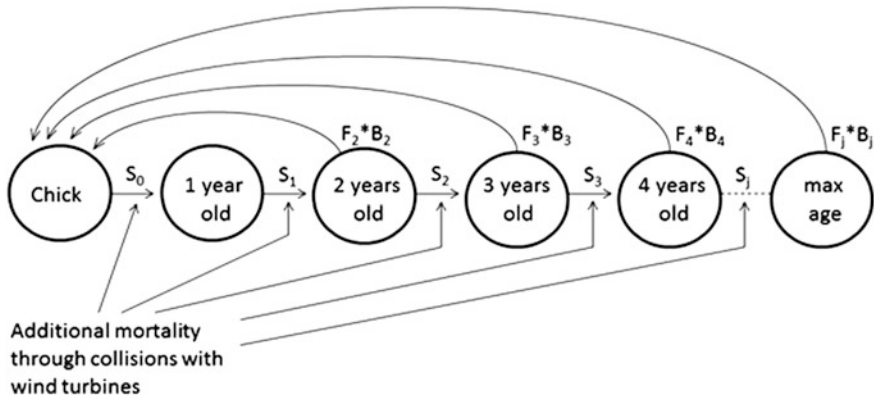 F₂*B₂
F₃*B₃
F₄*B₄
Fⱼ*Bⱼ
Chick
S₀
1 year
old
S₁
2 years
old
S₂
3 years
old
S₃
4 years
old
Sⱼ
max
age
Additional mortality
through collisions with
wind turbines